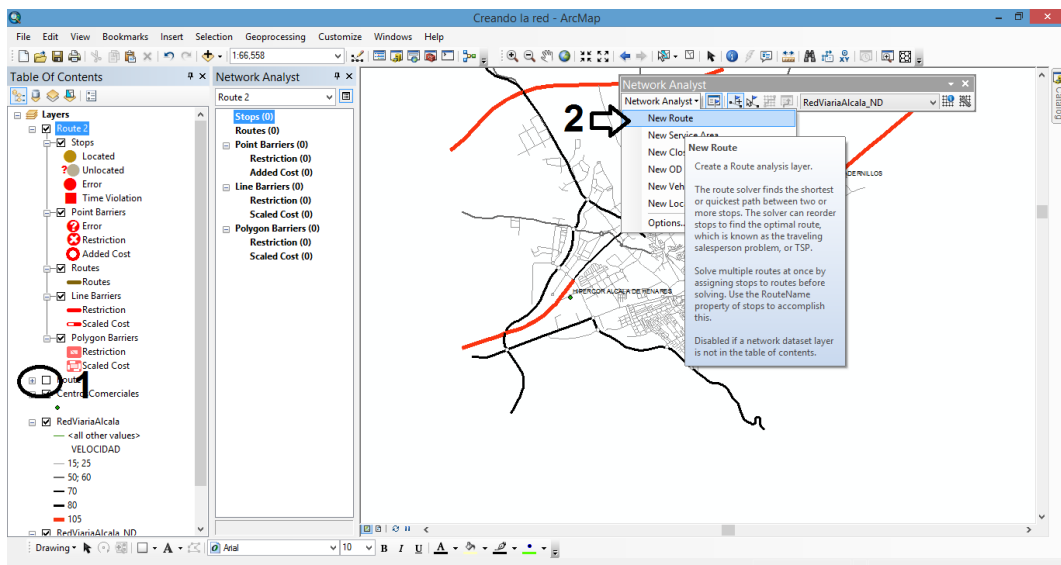 Creando la red - ArcMap
File Edit View Bookmarks Insert Selection Geoprocessing Customize Windows Help
1:66,558
Table Of Contents
Layers
Route 2
Stops
Located
Unlocated
Error
Time Violation
Point Barriers
Error
Restriction
Added Cost
Routes
Routes
Line Barriers
Restriction
Scaled Cost
Polygon Barriers
Restriction
Scaled Cost
Route
1
Centros Comerciales
RedViariaAlcala
<all other values>
VELOCIDAD
15; 25
50; 60
70
80
105
RedViariaAlcala_ND
Network Analyst
Route 2
Stops (0)
Routes (0)
Point Barriers (0)
Restriction (0)
Added Cost (0)
Line Barriers (0)
Restriction (0)
Scaled Cost (0)
Polygon Barriers (0)
Restriction (0)
Scaled Cost (0)
Network Analyst
Network Analyst RedViariaAlcala_ND
2
New Route
New Service Area
New Clos
New OD
New Veh
New Loc
Options...
New Route
Create a Route analysis layer.
The route solver finds the shortest
or quickest path between two or
more stops. The solver can reorder
stops to find the optimal route,
which is known as the traveling
salesperson problem, or TSP.
Solve multiple routes at once by
assigning stops to routes before
solving. Use the RouteName
property of stops to accomplish
this.
Disabled if a network dataset layer
is not in the table of contents.
DERNILLOS
HIPERCOR ALCALA DE HENARES
Catalog
Drawing A Arial 10 B I U A